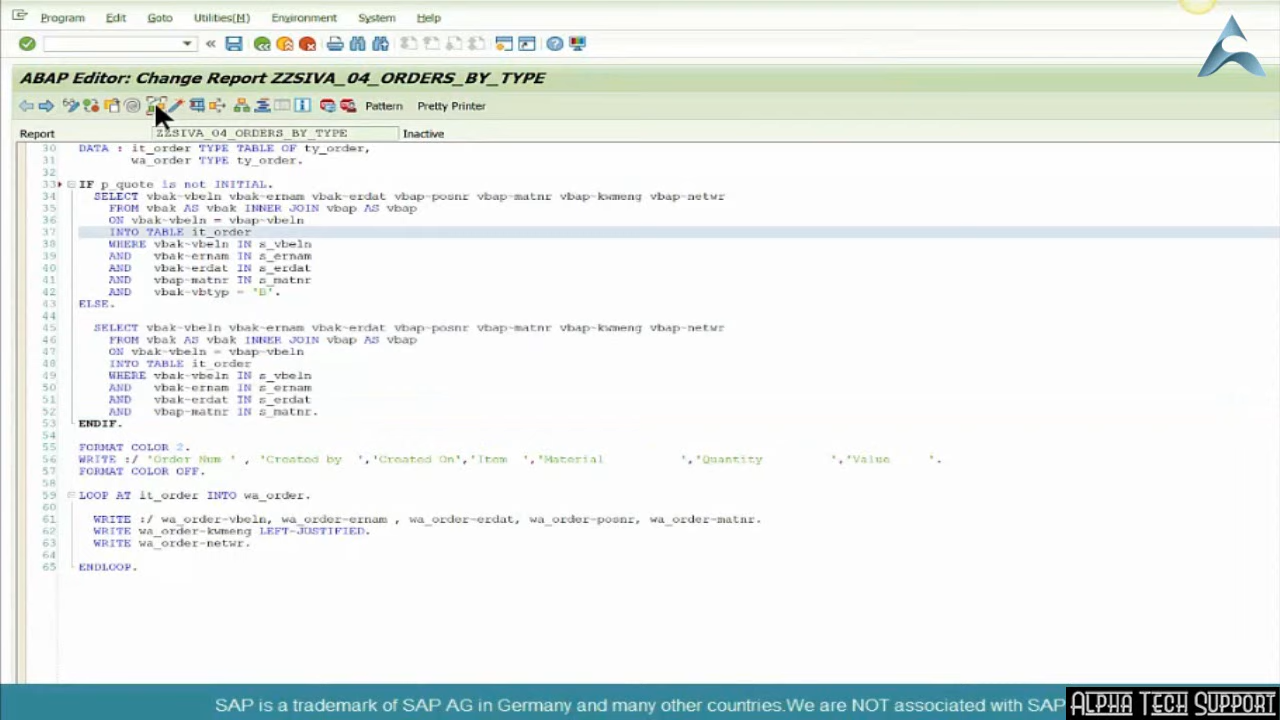 Program Edit Goto Utilities(M) Environment System Help
ABAP Editor: Change Report ZZSIVA_04_ORDERS_BY_TYPE
Pattern Pretty Printer
Report ZZSIVA_04_ORDERS_BY_TYPE Inactive
30 DATA : it_order TYPE TABLE OF ty_order,
31 wa_order TYPE ty_order.
32
33 IF p_quote is not INITIAL.
34 SELECT vbak~vbeln vbak~ernam vbak~erdat vbap~posnr vbap~matnr vbap~kwmeng vbap~netwr
35 FROM vbak AS vbak INNER JOIN vbap AS vbap
36 ON vbak~vbeln = vbap~vbeln
37 INTO TABLE it_order
38 WHERE vbak~vbeln IN s_vbeln
39 AND vbak~ernam IN s_ernam
40 AND vbak~erdat IN s_erdat
41 AND vbap~matnr IN s_matnr
42 AND vbak~vbtyp = 'B'.
43 ELSE.
44
45 SELECT vbak~vbeln vbak~ernam vbak~erdat vbap~posnr vbap~matnr vbap~kwmeng vbap~netwr
46 FROM vbak AS vbak INNER JOIN vbap AS vbap
47 ON vbak~vbeln = vbap~vbeln
48 INTO TABLE it_order
49 WHERE vbak~vbeln IN s_vbeln
50 AND vbak~ernam IN s_ernam
51 AND vbak~erdat IN s_erdat
52 AND vbap~matnr IN s_matnr.
53 ENDIF.
54
55 FORMAT COLOR 2.
56 WRITE :/ 'Order Num ' , 'Created by ','Created On','Item ','Material ','Quantity ','Value '.
57 FORMAT COLOR OFF.
58
59 LOOP AT it_order INTO wa_order.
60
61 WRITE :/ wa_order-vbeln, wa_order-ernam , wa_order-erdat, wa_order-posnr, wa_order-matnr.
62 WRITE wa_order-kwmeng LEFT-JUSTIFIED.
63 WRITE wa_order-netwr.
64
65 ENDLOOP.
SAP is a trademark of SAP AG in Germany and many other countries.We are NOT associated with SAP
ALPHA TECH SUPPORT